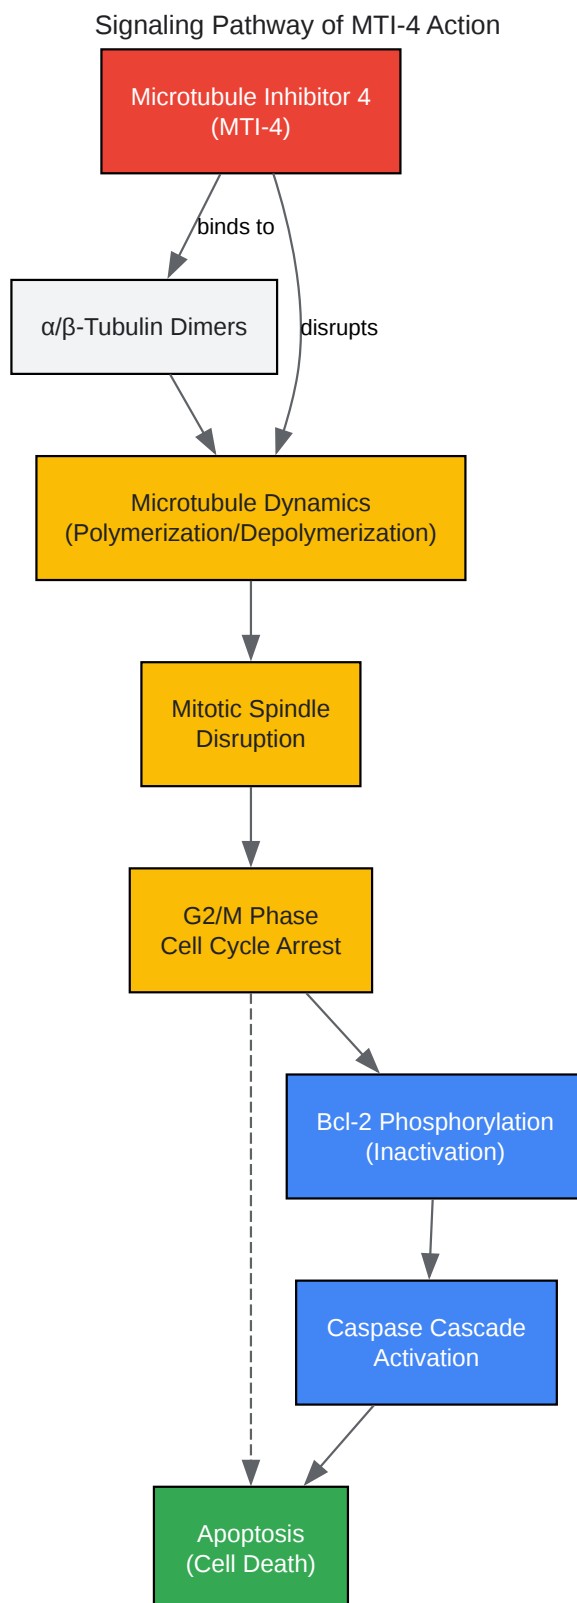 Signaling Pathway of MTI-4 Action
Microtubule Inhibitor 4
(MTI-4)
binds to
α/β-Tubulin Dimers
disrupts
Microtubule Dynamics
(Polymerization/Depolymerization)
Mitotic Spindle
Disruption
G2/M Phase
Cell Cycle Arrest
Bcl-2 Phosphorylation
(Inactivation)
Caspase Cascade
Activation
Apoptosis
(Cell Death)